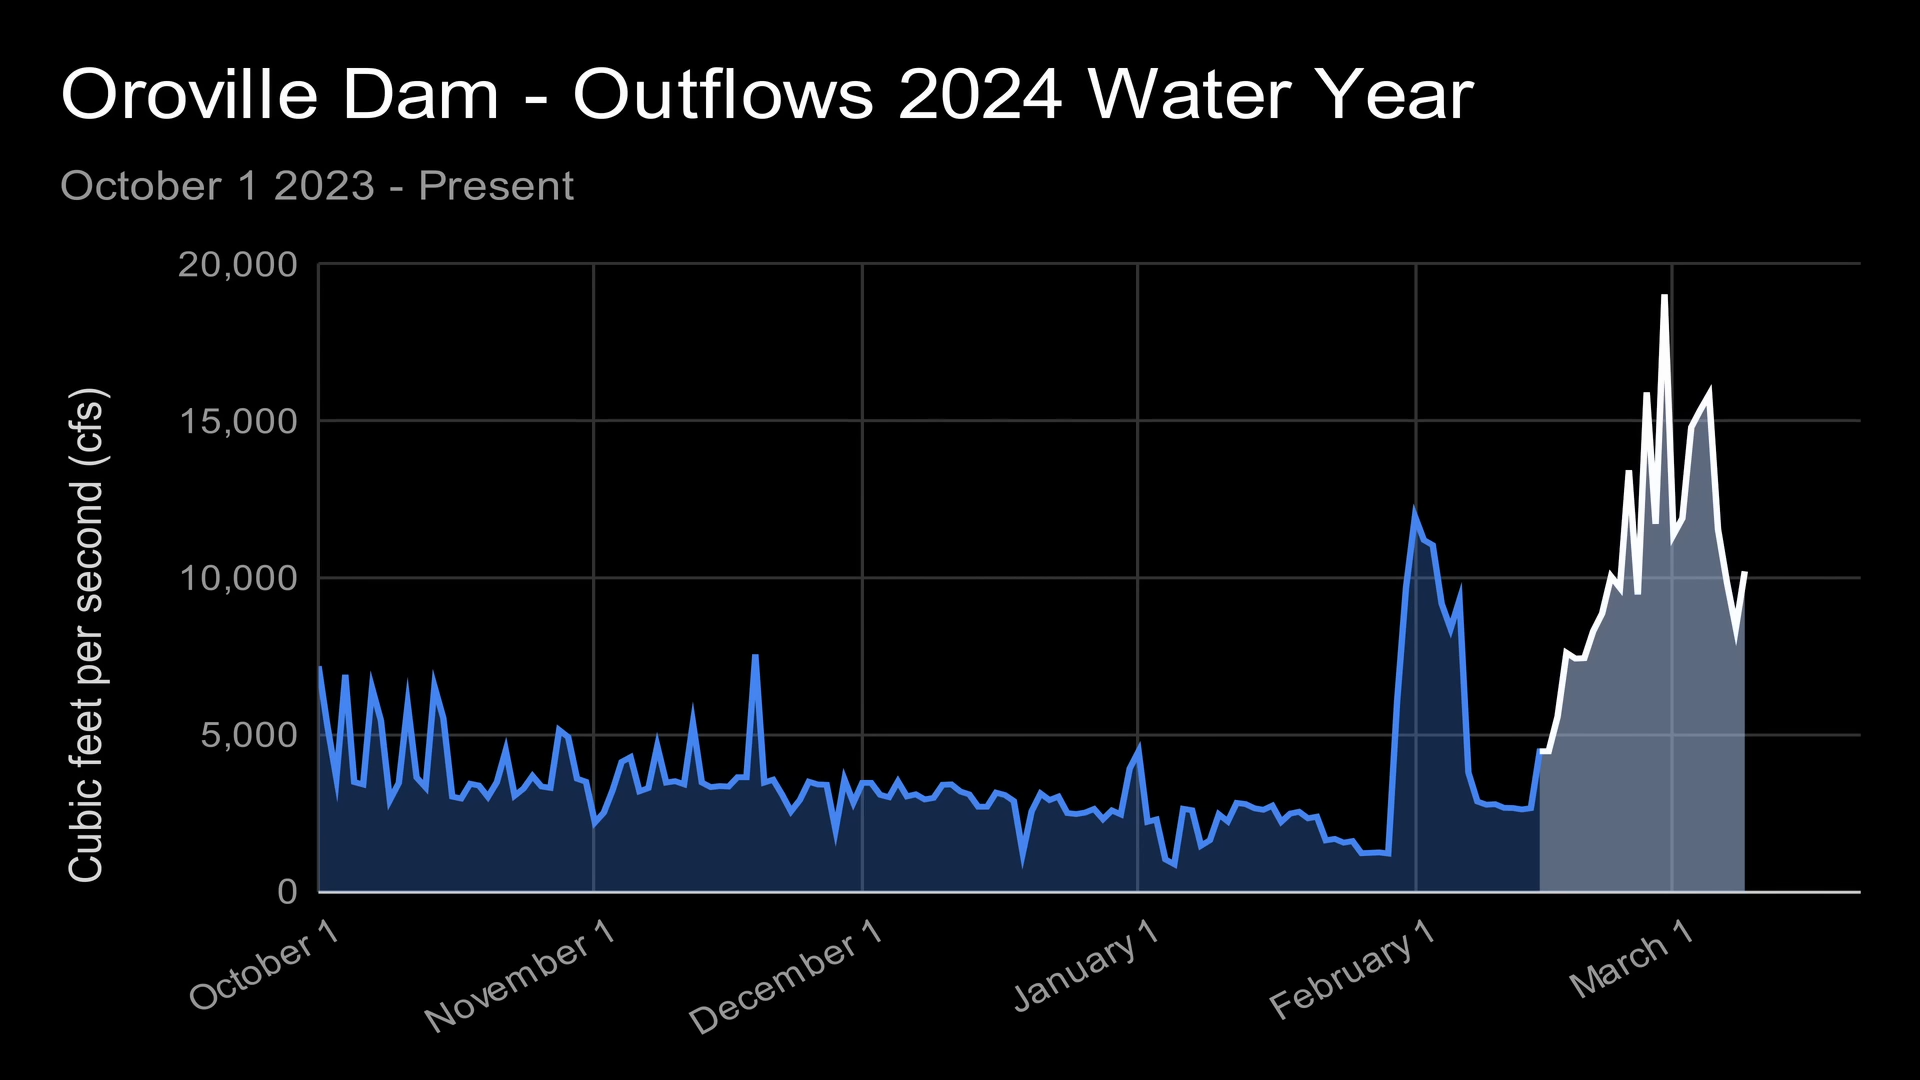 Oroville Dam - Outflows 2024 Water Year
October 1 2023 - Present
Cubic feet per second (cfs)
20,000
15,000
10,000
5,000
0
October 1
November 1
December 1
January 1
February 1
March 1